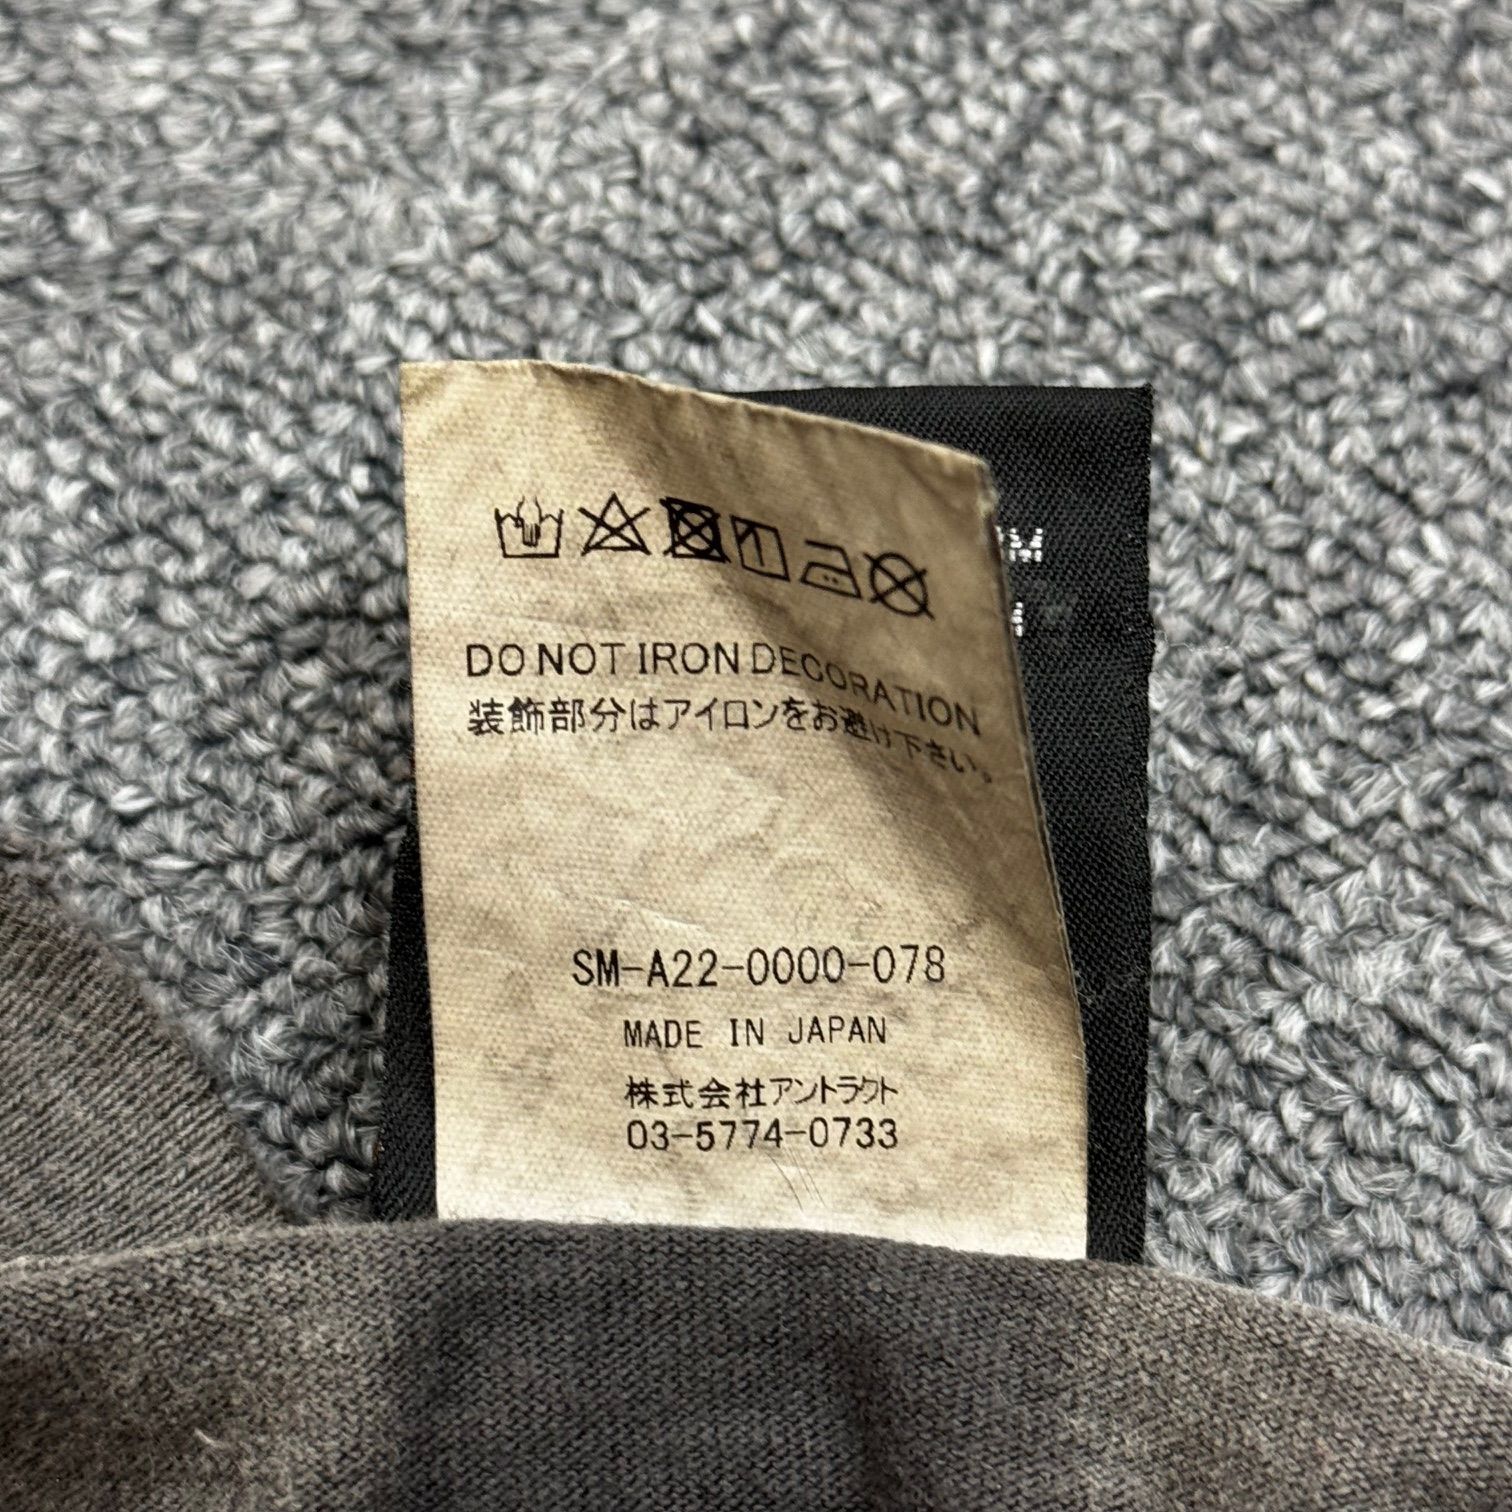 DO NOT IRON DECORATION
装飾部分はアイロンをお避け下さい。
SM-A22-0000-078
MADE IN JAPAN
株式会社アントラクト
03-5774-0733